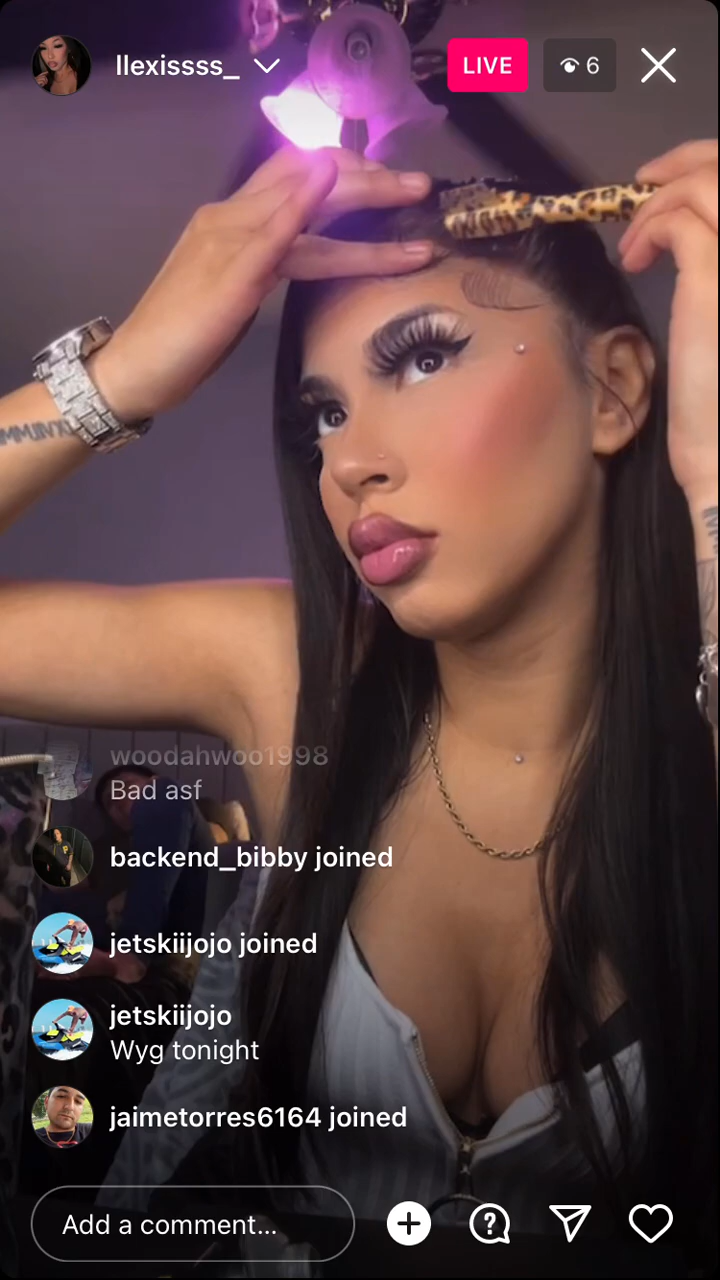 llexissss_
LIVE
6
woodahwoo1998
Bad asf
backend_bibby joined
jetskiijojo joined
jetskiijojo
Wyg tonight
jaimetorres6164 joined
Add a comment...